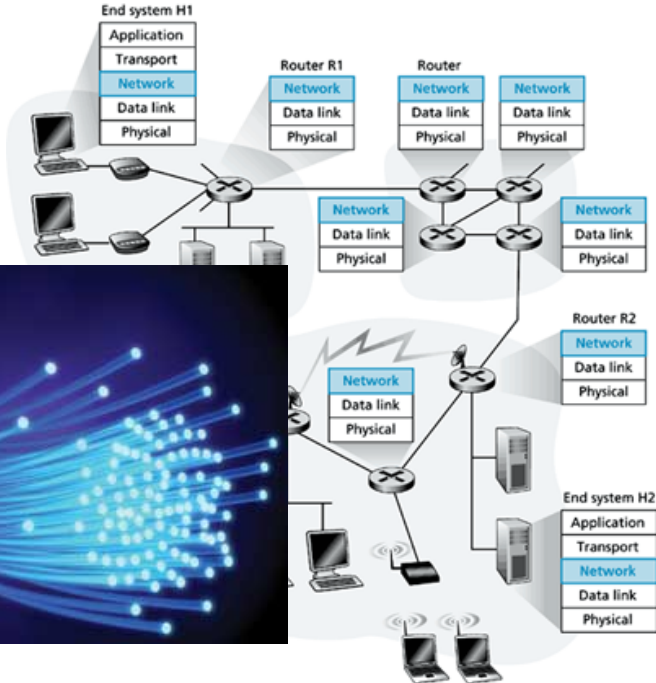 End system H1
Application
Transport
Network
Data link
Physical
Router R1
Network
Data link
Physical
Router
Network
Data link
Physical
Network
Data link
Physical
Network
Data link
Physical
Network
Data link
Physical
Router R2
Network
Data link
Physical
Network
Data link
Physical
End system H2
Application
Transport
Network
Data link
Physical